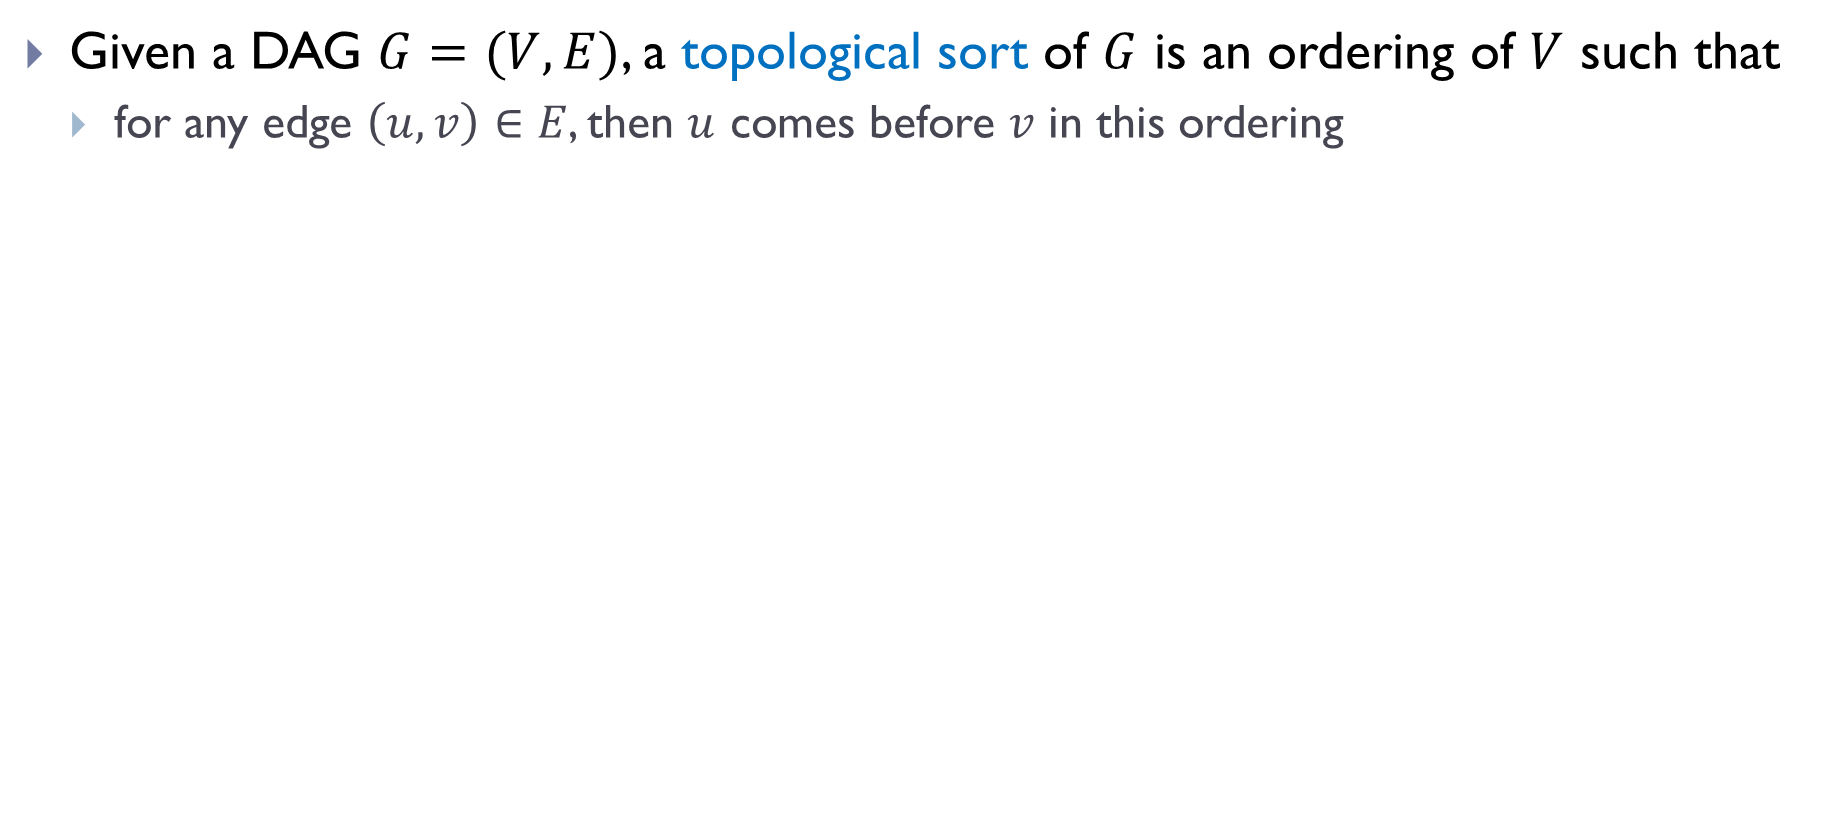 Given a DAG G = (V, E), a topological sort of G is an ordering of V such that
for any edge (u, v) ∈ E, then u comes before v in this ordering